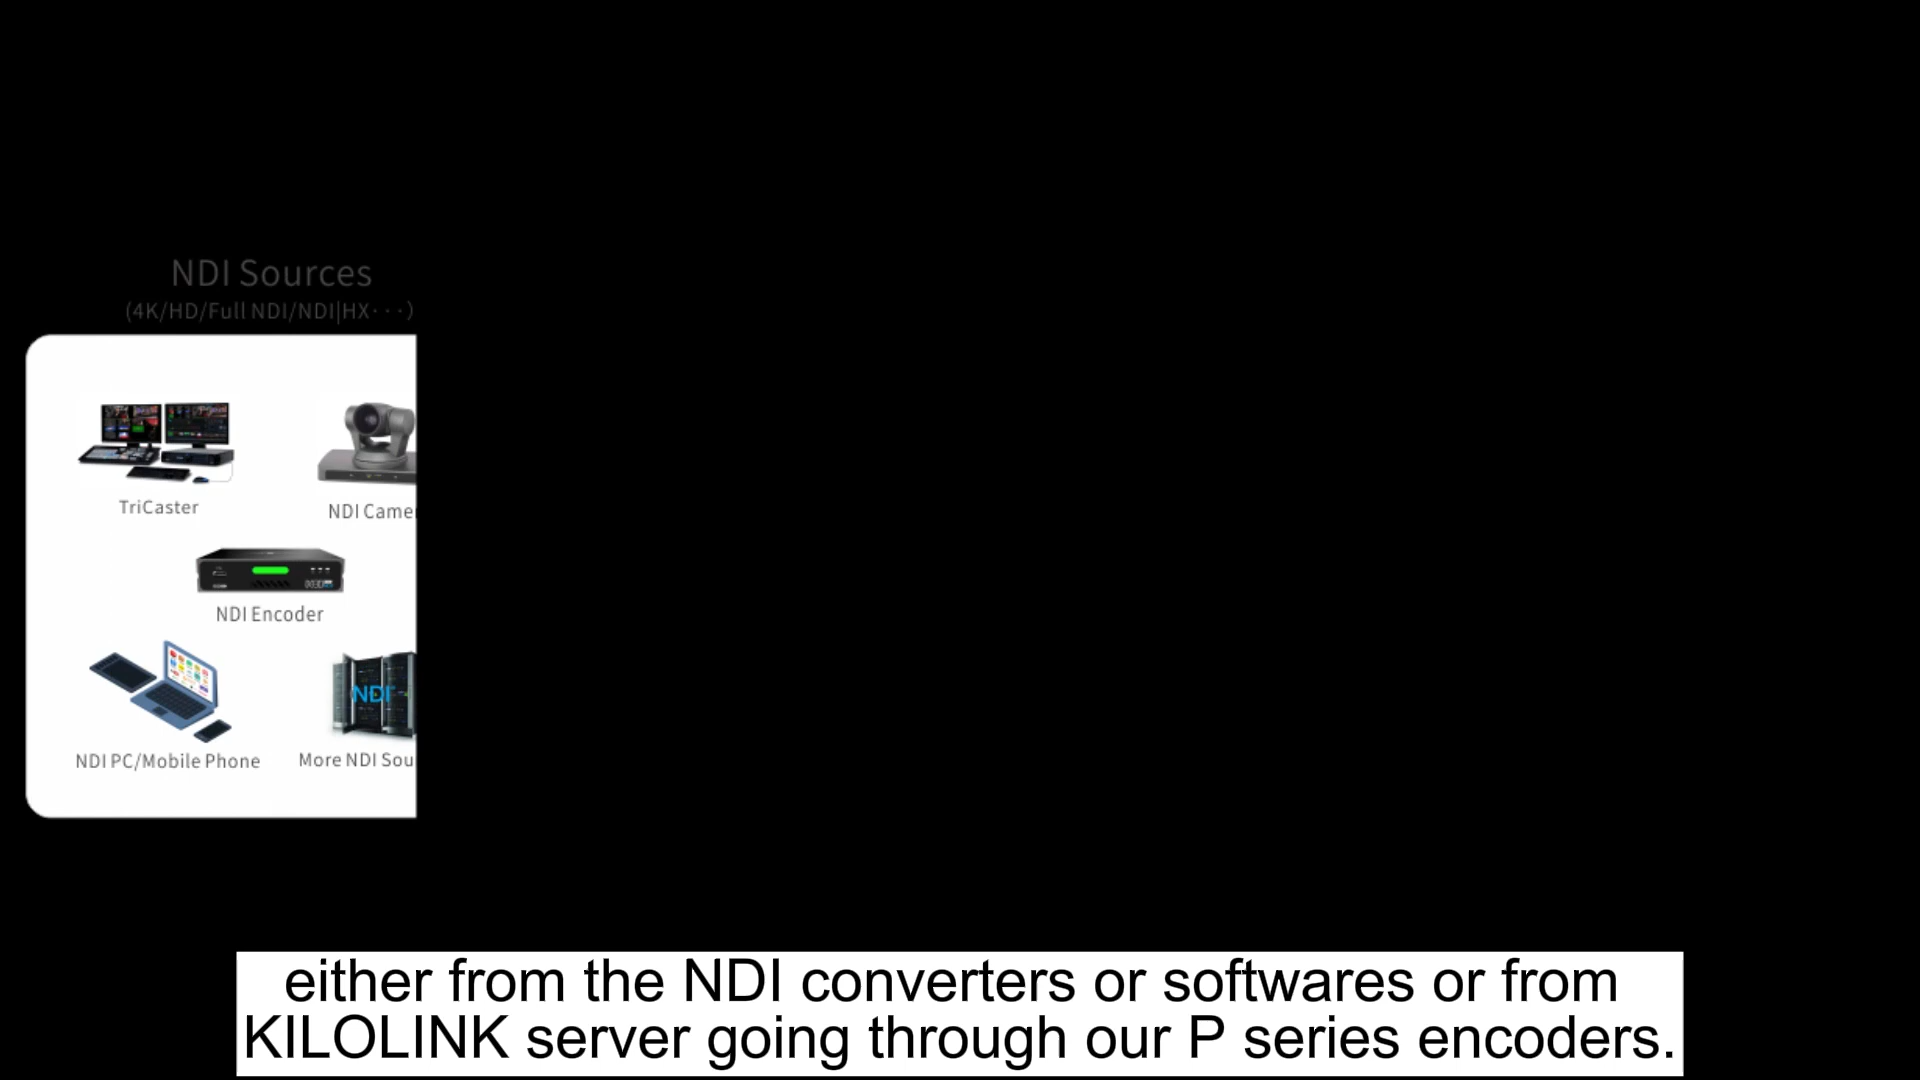 NDI Sources
(4K/HD/Full NDI/NDI|HX···)
TriCaster
NDI Came
NDI Encoder
NDI
NDI PC/Mobile Phone
More NDI Sou
either from the NDI converters or softwares or from
KILOLINK server going through our P series encoders.